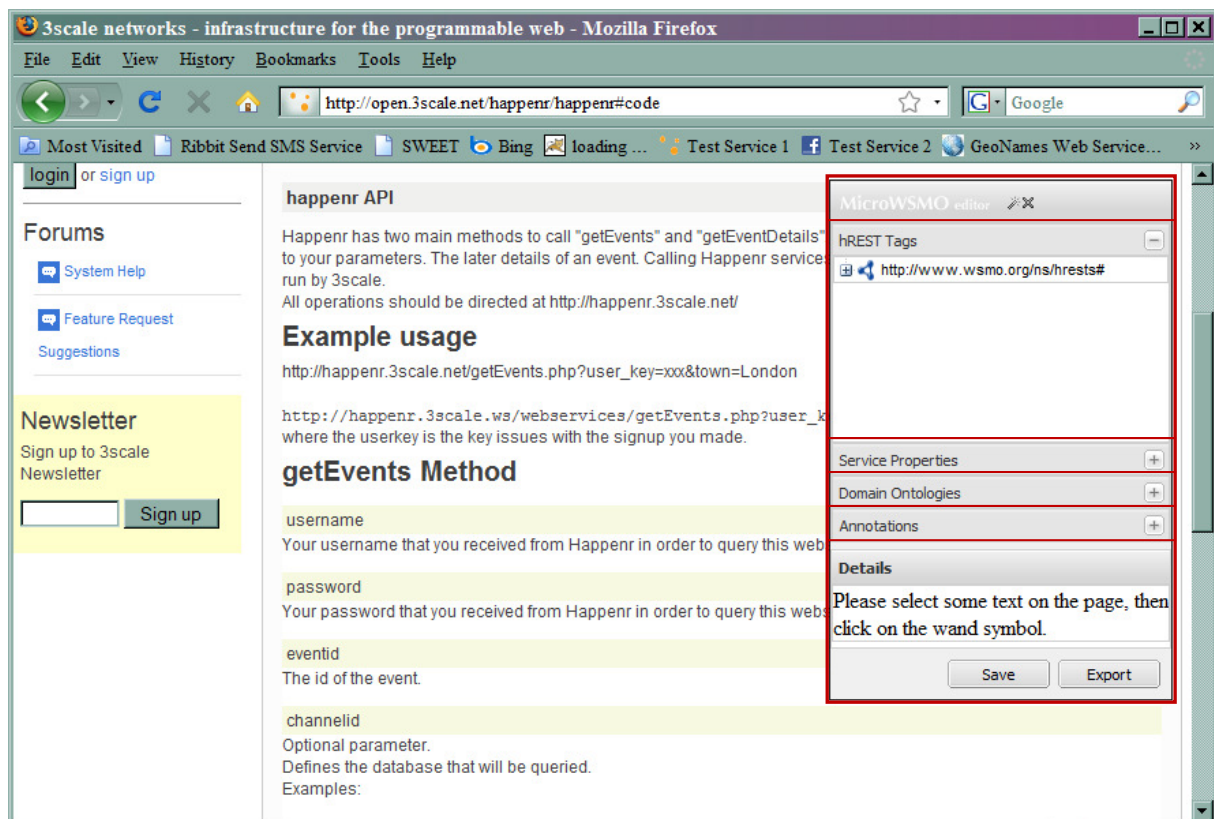 3scale networks - infrastructure for the programmable web - Mozilla Firefox
File Edit View History Bookmarks Tools Help
http://open.3scale.net/happenr/happenr#code
G Google
Most Visited Ribbit Send SMS Service SWEET Bing loading ... Test Service 1 Test Service 2 GeoNames Web Service... »
login or sign up
Forums
System Help
Feature Request
Suggestions
Newsletter
Sign up to 3scale
Newsletter
Sign up
happenr API
Happenr has two main methods to call "getEvents" and "getEventDetails"
to your parameters. The later details of an event. Calling Happenr services
run by 3scale.
All operations should be directed at http://happenr.3scale.net/
Example usage
http://happenr.3scale.net/getEvents.php?user_key=xxx&town=London
http://happenr.3scale.ws/webservices/getEvents.php?user_k
where the userkey is the key issues with the signup you made.
getEvents Method
username
Your username that you received from Happenr in order to query this web
password
Your password that you received from Happenr in order to query this webs
eventid
The id of the event.
channelid
Optional parameter.
Defines the database that will be queried.
Examples:
MicroWSMO editor
hREST Tags
http://www.wsmo.org/ns/hrests#
Service Properties
Domain Ontologies
Annotations
Details
Please select some text on the page, then
click on the wand symbol.
Save Export